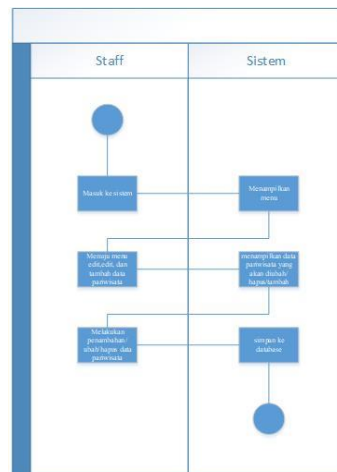 Staff
Sistem
Masuk ke sistem
Menampilkan
menu
Menuju menu
edit,edit, dan
tambah data
pariwisata
menampilkan data
pariwisata yang
akan diubah/
hapus/tambah
Melakukan
penambahan/
ubah/hapus data
pariwisata
simpan ke
database